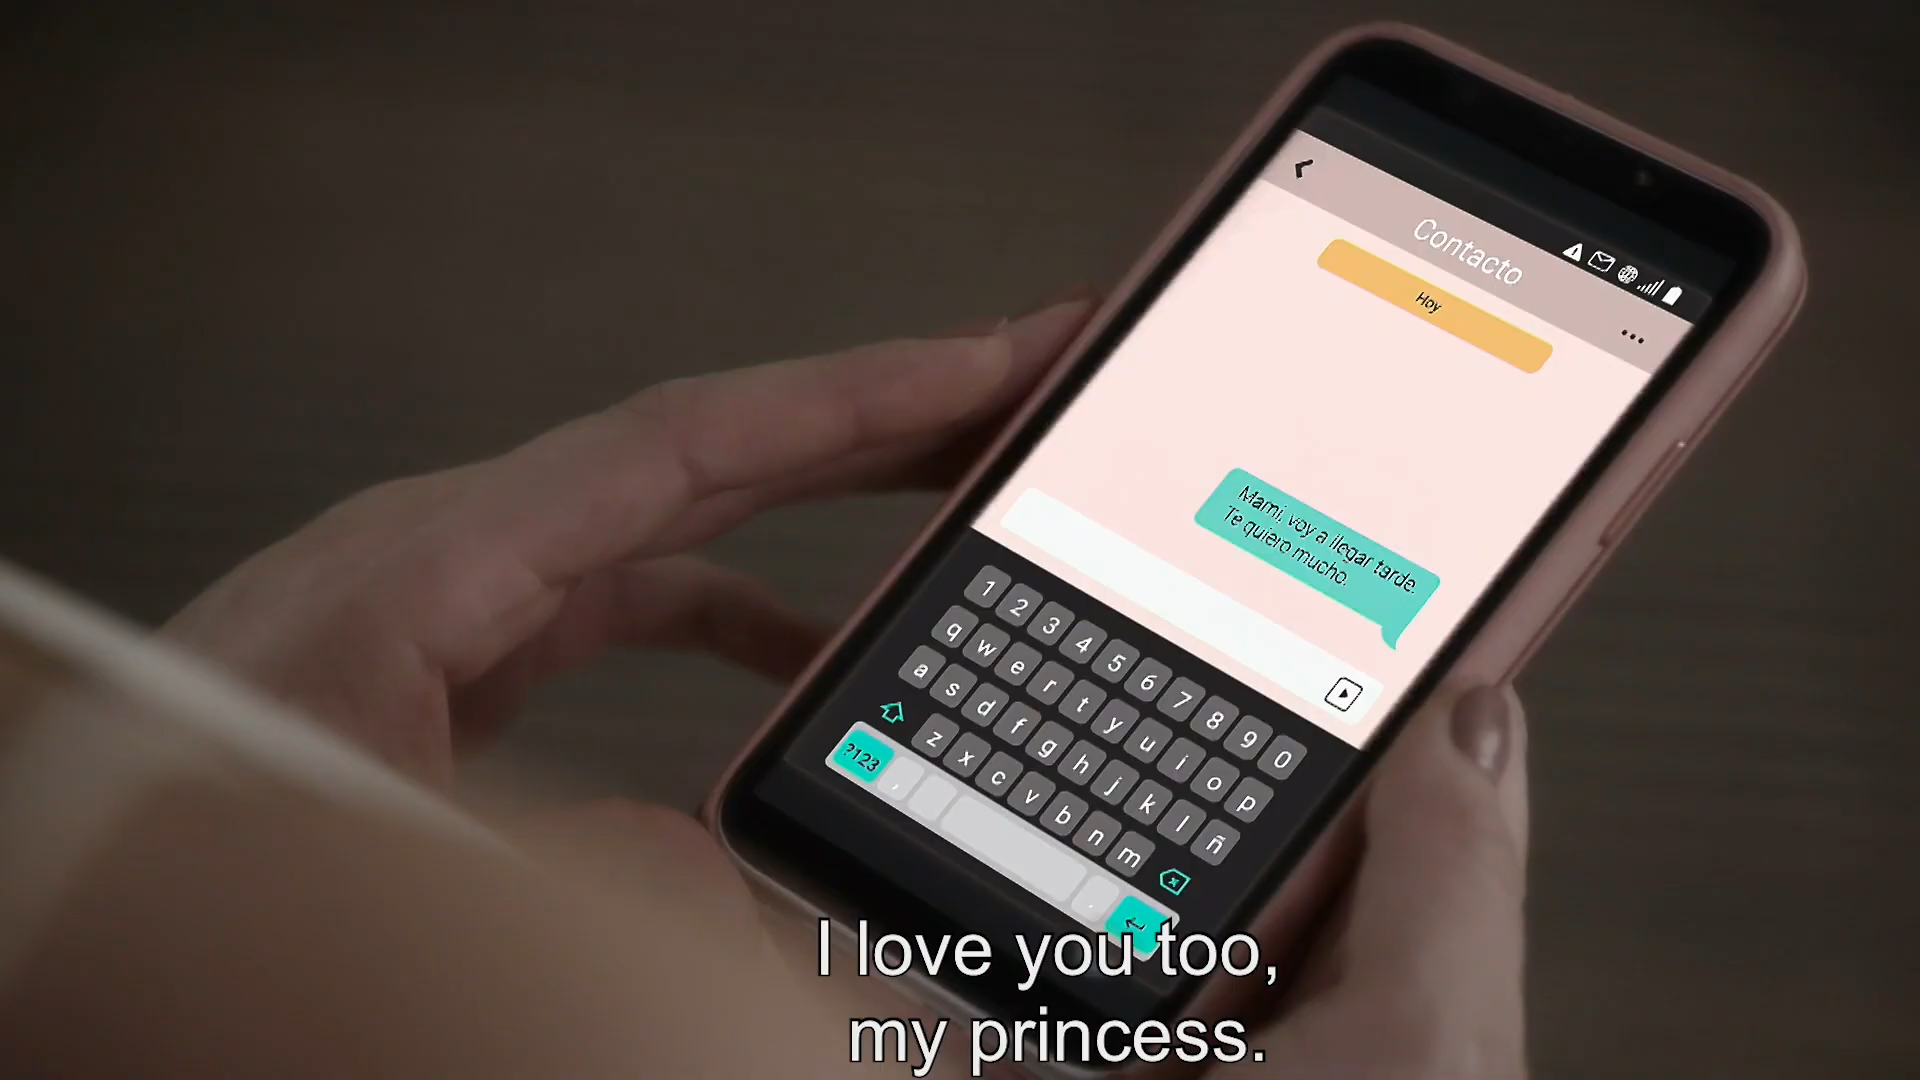 Contacto
Hoy
Mami, voy a llegar tarde.
Te quiero mucho.
1 2 3 4 5 6 7 8 9 0
q w e r t y u i o p
a s d f g h j k l ñ
z x c v b n m
?123 , .
I love you too,
my princess.